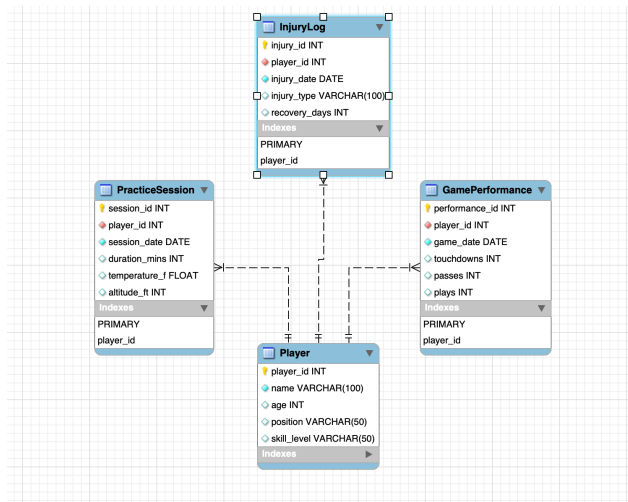 InjuryLog
injury_id INT
player_id INT
injury_date DATE
injury_type VARCHAR(100)
recovery_days INT
Indexes
PRIMARY
player_id
PracticeSession
session_id INT
player_id INT
session_date DATE
duration_mins INT
temperature_f FLOAT
altitude_ft INT
Indexes
PRIMARY
player_id
GamePerformance
performance_id INT
player_id INT
game_date DATE
touchdowns INT
passes INT
plays INT
Indexes
PRIMARY
player_id
Player
player_id INT
name VARCHAR(100)
age INT
position VARCHAR(50)
skill_level VARCHAR(50)
Indexes